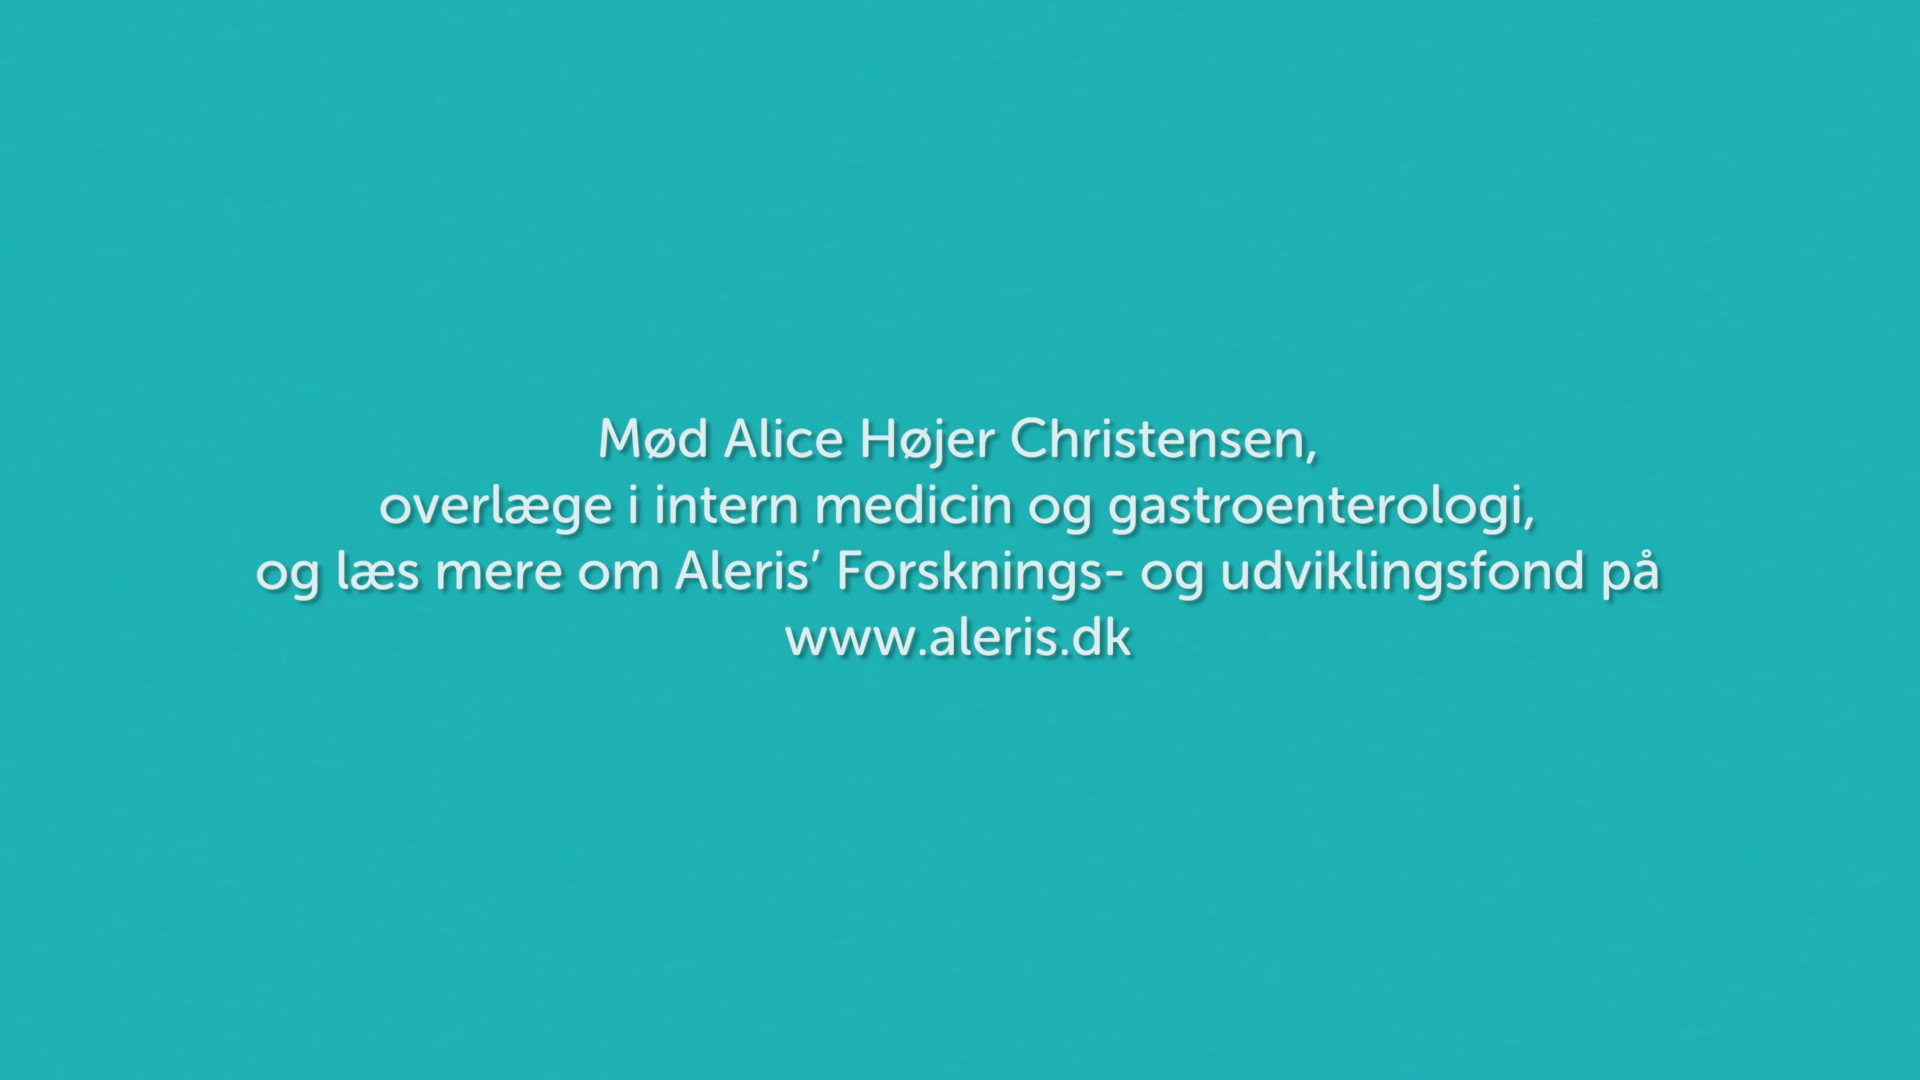 Mød Alice Højer Christensen,
overlæge i intern medicin og gastroenterologi,
og læs mere om Aleris’ Forsknings- og udviklingsfond på
www.aleris.dk